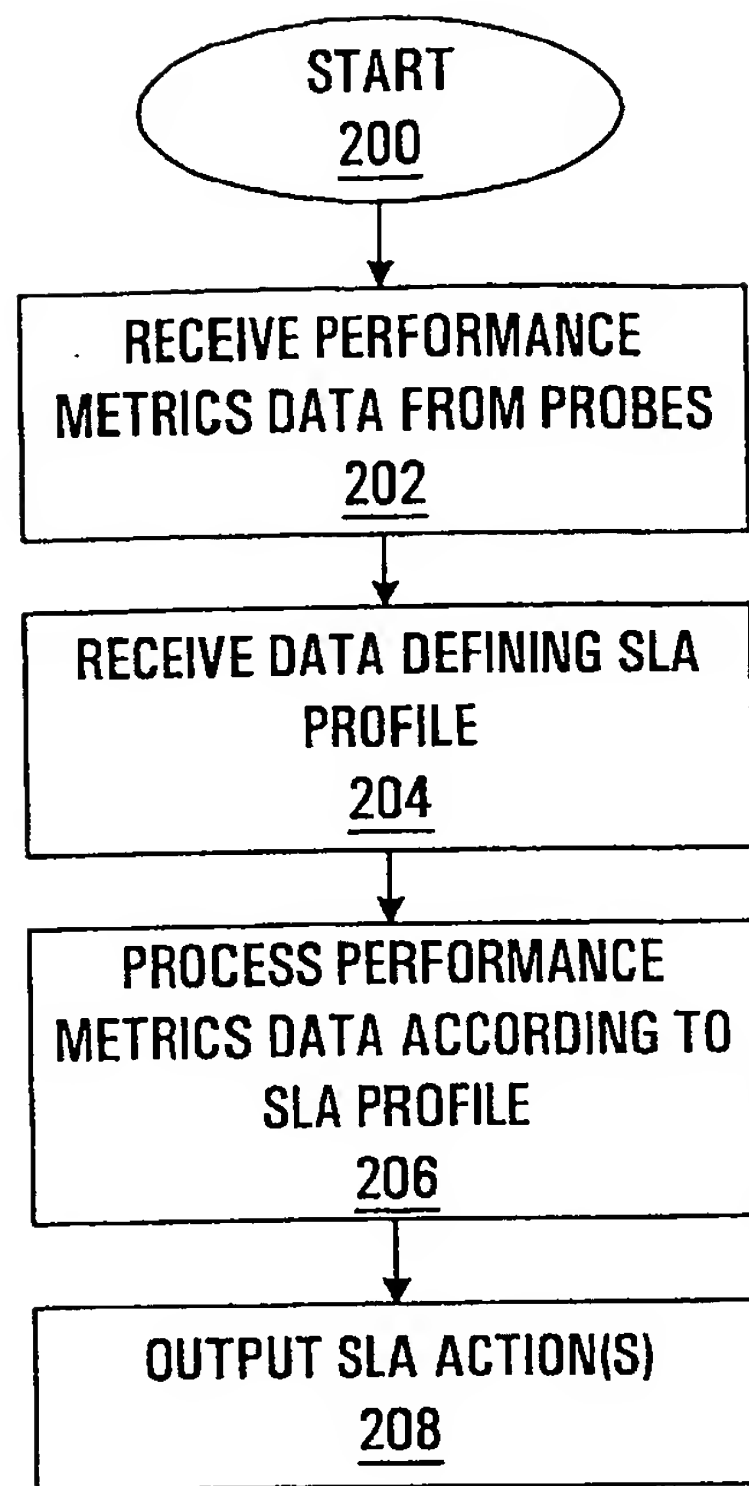 START
200
RECEIVE PERFORMANCE
METRICS DATA FROM PROBES
202
RECEIVE DATA DEFINING SLA
PROFILE
204
PROCESS PERFORMANCE
METRICS DATA ACCORDING TO
SLA PROFILE
206
OUTPUT SLA ACTION(S)
208